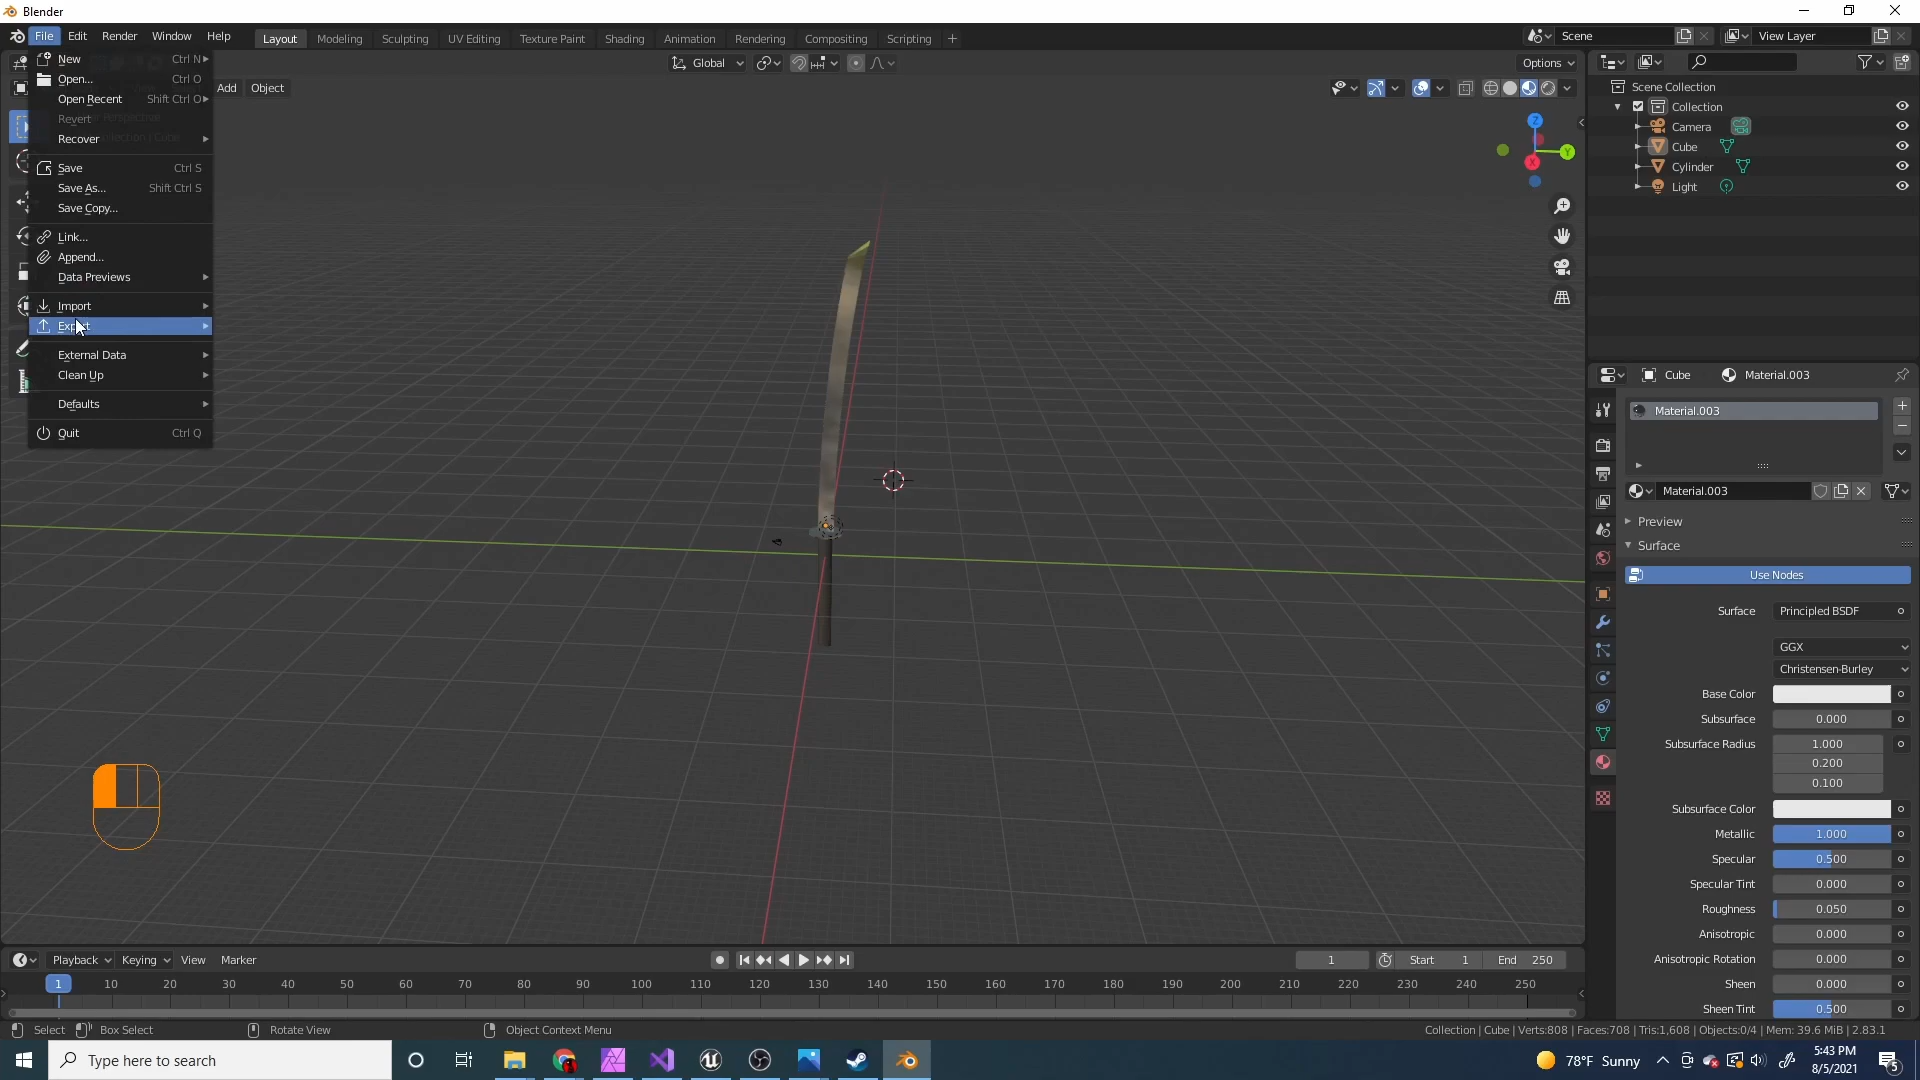 Blender
File Edit Render Window Help Layout Modeling Sculpting UV Editing Texture Paint Shading Animation Rendering Compositing Scripting + Scene View Layer
Global Options
Add Object
New Ctrl N
Open... Ctrl O
Open Recent Shift Ctrl O
Revert
Recover
Save Ctrl S
Save As... Shift Ctrl S
Save Copy...
Link...
Append...
Data Previews
Import
Export
External Data
Clean Up
Defaults
Quit Ctrl Q
Z
Y
X
Scene Collection
Collection
Camera
Cube
Cylinder
Light
Cube Material.003
Material.003
Material.003
Preview
Surface
Use Nodes
Surface Principled BSDF
GGX
Christensen-Burley
Base Color
Subsurface 0.000
Subsurface Radius 1.000
0.200
0.100
Subsurface Color
Metallic 1.000
Specular 0.500
Specular Tint 0.000
Roughness 0.050
Anisotropic 0.000
Anisotropic Rotation 0.000
Sheen 0.000
Sheen Tint 0.500
Playback Keying View Marker 1 Start 1 End 250
1 10 20 30 40 50 60 70 80 90 100 110 120 130 140 150 160 170 180 190 200 210 220 230 240 250
Select Box Select Rotate View Object Context Menu Collection | Cube | Verts:808 | Faces:708 | Tris:1,608 | Objects:0/4 | Mem: 39.6 MiB | 2.83.1
Type here to search 78°F Sunny 5:43 PM
8/5/2021 5